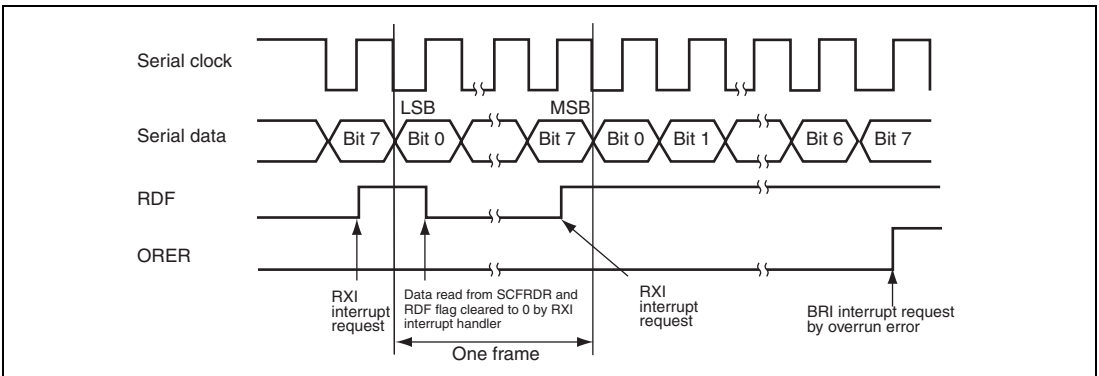 Serial clock
LSB
MSB
Serial data
Bit 7
Bit 0
Bit 7
Bit 0
Bit 1
Bit 6
Bit 7
RDF
ORER
RXI
interrupt
request
Data read from SCFRDR and
RDF flag cleared to 0 by RXI
interrupt handler
RXI
interrupt
request
BRI interrupt request
by overrun error
One frame